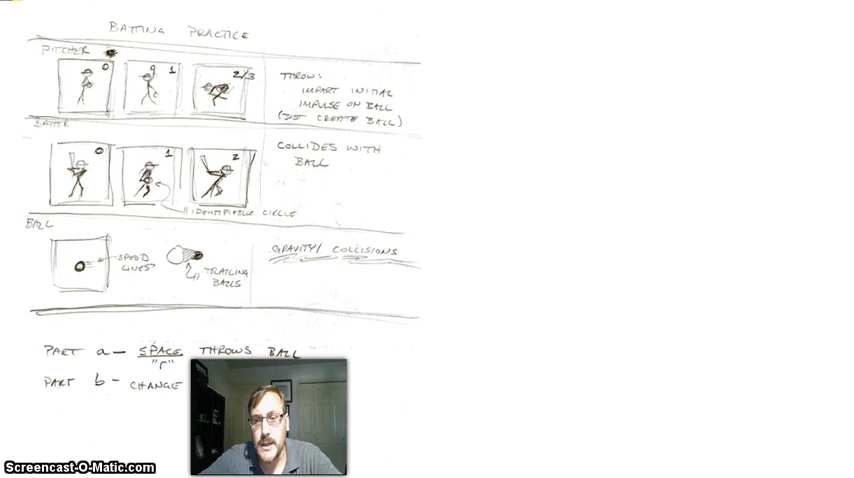 BATTING PRACTICE
PITCHER
0
1
2/3
THROW:
IMPART INITIAL
IMPULSE ON BALL
(JUST CREATE BALL)
BATTER
0
1
2
COLLIDES WITH
BALL
IDENTIFIABLE CIRCLE
BALL
SPEED
LINES?
TRAILING
BALLS
GRAVITY/ COLLISIONS
PART a - SPACE THROWS BALL
"r"
PART b - CHANGE
Screencast-O-Matic.com